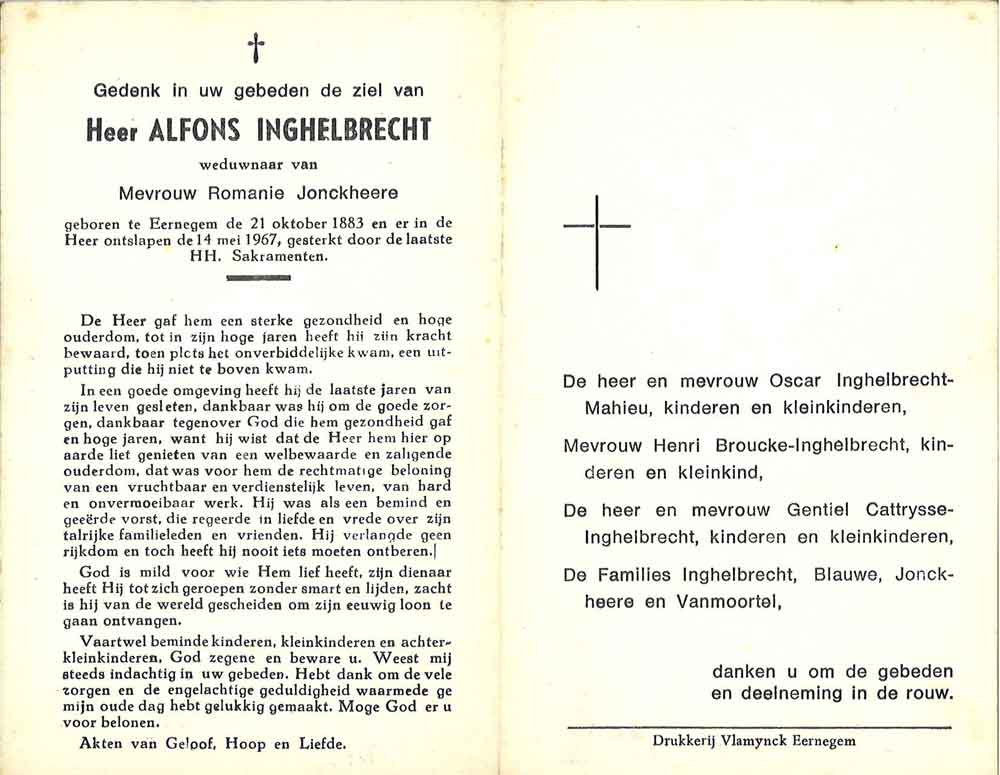 Gedenk in uw gebeden de ziel van
Heer ALFONS INGHELBRECHT
weduwnaar van
Mevrouw Romanie Jonckheere
geboren te Eernegem de 21 oktober 1883 en er in de
Heer ontslapen de 14 mei 1967, gesterkt door de laatste
HH. Sakramenten.
De Heer gaf hem een sterke gezondheid en hoge
ouderdom, tot in zijn hoge jaren heeft hij zijn kracht
bewaard, toen plots het onverbiddelijke kwam, een uit-
putting die hij niet te boven kwam.
In een goede omgeving heeft hij de laatste jaren van
zijn leven gesleten, dankbaar was hij om de goede zor-
gen, dankbaar tegenover God die hem gezondheid gaf
en hoge jaren, want hij wist dat de Heer hem hier op
aarde liet genieten van een welbewaarde en zaligende
ouderdom, dat was voor hem de rechtmatige beloning
van een vruchtbaar en verdienstelijk leven, van hard
en onvermoeibaar werk. Hij was als een bemind en
geeërde vorst, die regeerde in liefde en vrede over zijn
talrijke familieleden en vrienden. Hij verlangde geen
rijkdom en toch heeft hij nooit iets moeten ontberen.
God is mild voor wie Hem lief heeft, zijn dienaar
heeft Hij tot zich geroepen zonder smart en lijden, zacht
is hij van de wereld gescheiden om zijn eeuwig loon te
gaan ontvangen.
Vaartwel beminde kinderen, kleinkinderen en achter-
kleinkinderen, God zegene en beware u. Weest mij
steeds indachtig in uw gebeden. Hebt dank om de vele
zorgen en de engelachtige geduldigheid waarmede ge
mijn oude dag hebt gelukkig gemaakt. Moge God er u
voor belonen.
Akten van Geloof, Hoop en Liefde.
De heer en mevrouw Oscar Inghelbrecht-
Mahieu, kinderen en kleinkinderen,
Mevrouw Henri Broucke-Inghelbrecht, kin-
deren en kleinkind,
De heer en mevrouw Gentiel Cattrysse-
Inghelbrecht, kinderen en kleinkinderen,
De Families Inghelbrecht, Blauwe, Jonck-
heere en Vanmoortel,
danken u om de gebeden
en deelneming in de rouw.
Drukkerij Vlamynck Eernegem